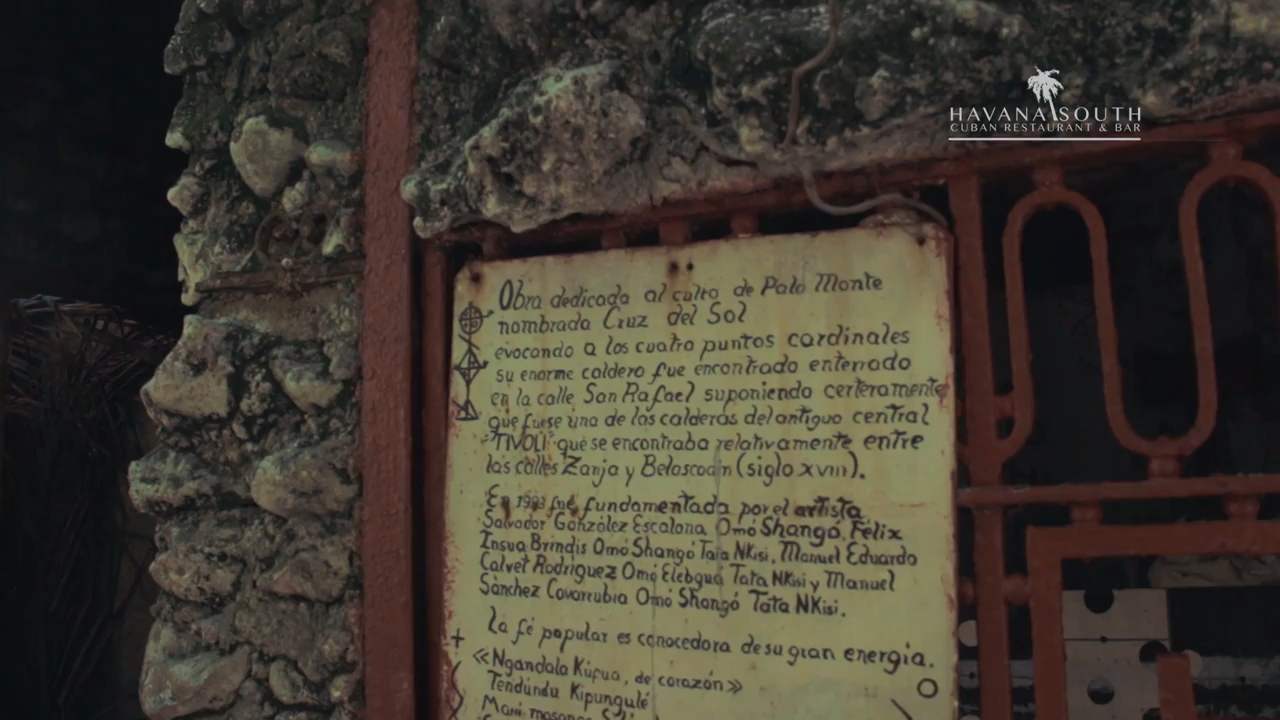 HAVANA SOUTH
CUBAN RESTAURANT & BAR
Obra dedicada al culto de Palo Monte
nombrada Cruz del Sol
evocando a los cuatro puntos cardinales
su enorme caldero fue encontrado enterrado
en la calle San Rafael suponiendo certeramente
que fuese una de las calderas del antiguo central
"TIVOLI" que se encontraba relativamente entre
las calles Zanja y Belascoain (siglo XVIII).
En 1993 fué fundamentada por el artista
Salvador González Escalona Omó Shangó, Félix
Insua Brindis Omó Shangó Tata NKisi, Manuel Eduardo
Calvet Rodriguez Omó Elebgua Tata NKisi y Manuel
Sánchez Covarrubia Omó Shangó Tata NKisi.
La fé popular es conocedora de su gran energia.
«Ngandala Kúpua, de corazón»
Tendundu Kipungulé